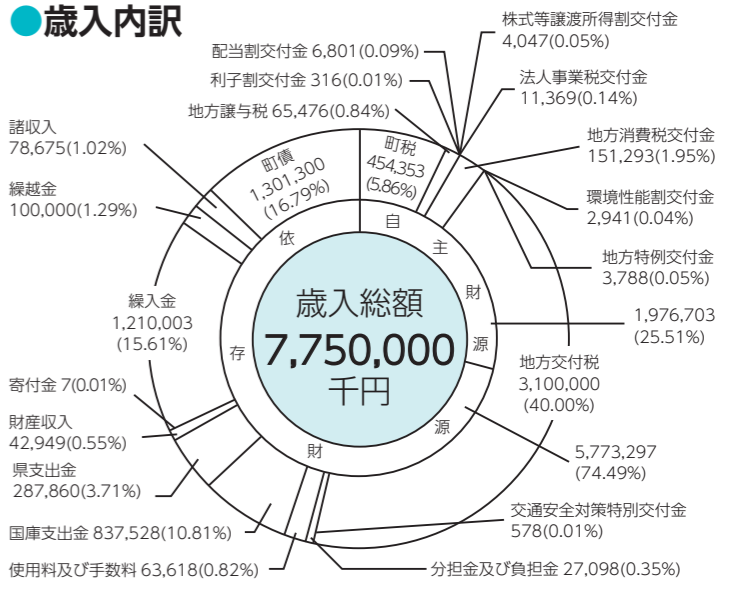 ●歳入内訳
株式等譲渡所得割交付金
4,047(0.05%)
配当割交付金 6,801(0.09%)
利子割交付金 316(0.01%)
法人事業税交付金
11,369(0.14%)
地方譲与税 65,476(0.84%)
諸収入
78,675(1.02%)
地方消費税交付金
151,293(1.95%)
町債
1,301,300
(16.79%)
町税
454,353
(5.86%)
繰越金
100,000(1.29%)
環境性能割交付金
2,941(0.04%)
地方特例交付金
3,788(0.05%)
自主財源
依存財源
繰入金
1,210,003
(15.61%)
歳入総額
7,750,000
千円
1,976,703
(25.51%)
地方交付税
3,100,000
(40.00%)
寄付金 7(0.01%)
財産収入
42,949(0.55%)
5,773,297
(74.49%)
県支出金
287,860(3.71%)
交通安全対策特別交付金
578(0.01%)
国庫支出金 837,528(10.81%)
使用料及び手数料 63,618(0.82%)
分担金及び負担金 27,098(0.35%)